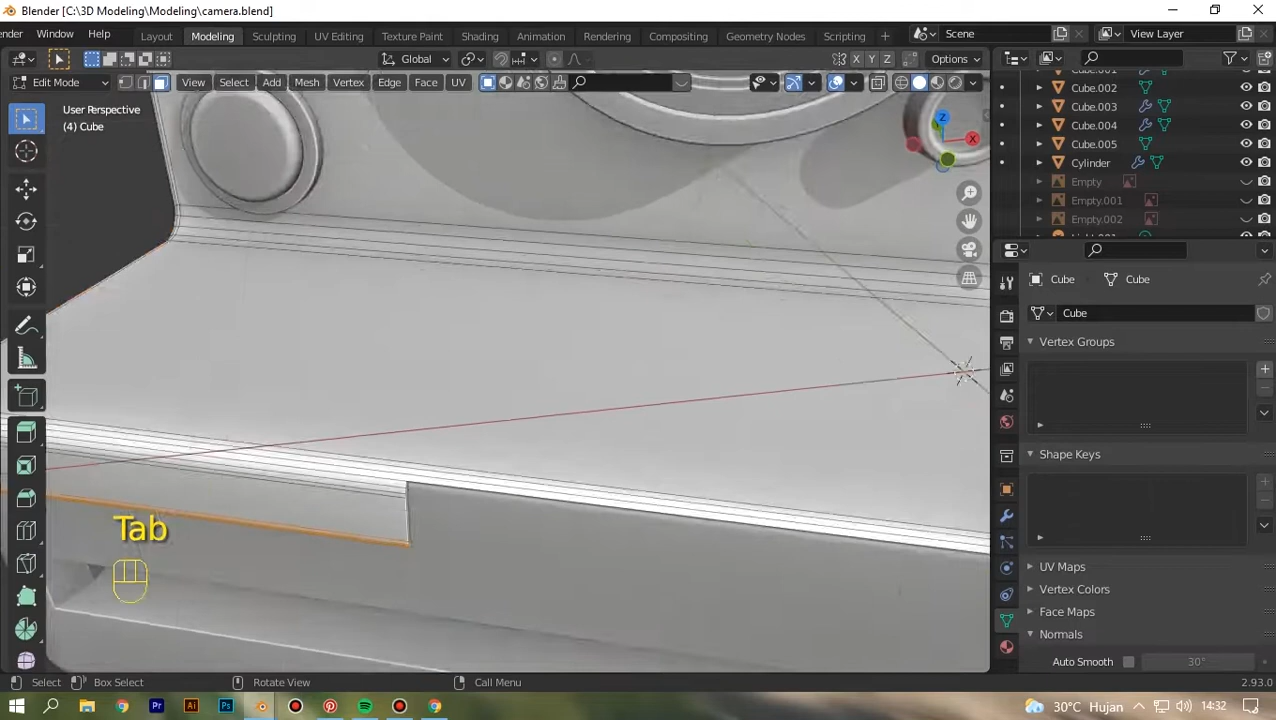 Blender [C:\3D Modeling\Modeling\camera.blend]
ender Window Help Layout Modeling Sculpting UV Editing Texture Paint Shading Animation Rendering Compositing Geometry Nodes Scripting + Scene View Layer
Global X Y Z Options
Edit Mode View Select Add Mesh Vertex Edge Face UV
User Perspective
(4) Cube
Z
X
Cube.002
Cube.003
Cube.004
Cube.005
Cylinder
Empty
Empty.001
Empty.002
Cube Cube
Cube
Vertex Groups
Shape Keys
Tab
UV Maps
Vertex Colors
Face Maps
Normals
Auto Smooth 30°
Select Box Select Rotate View Call Menu 2.93.0
Pr Ai Ps 30°C Hujan 14:32